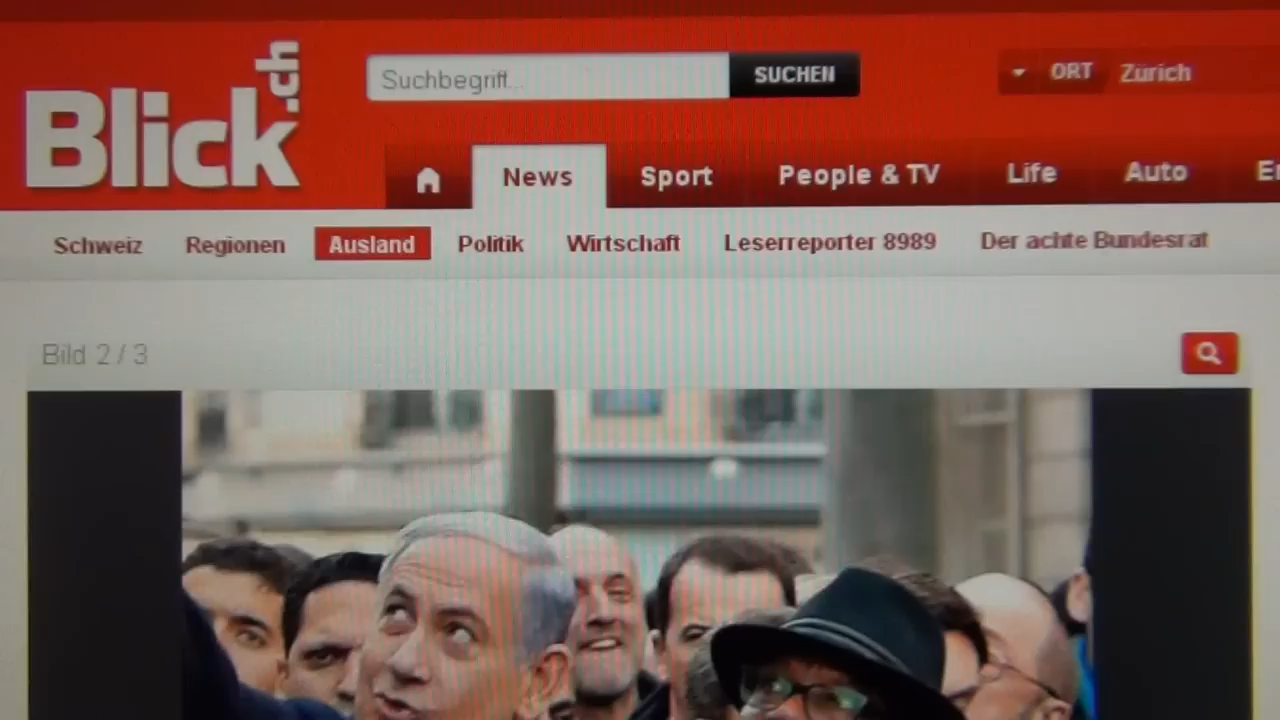 Blick.ch
Suchbegriff... SUCHEN ORT Zürich
News Sport People & TV Life Auto
Schweiz Regionen Ausland Politik Wirtschaft Leserreporter 8989 Der achte Bundesrat
Bild 2 / 3